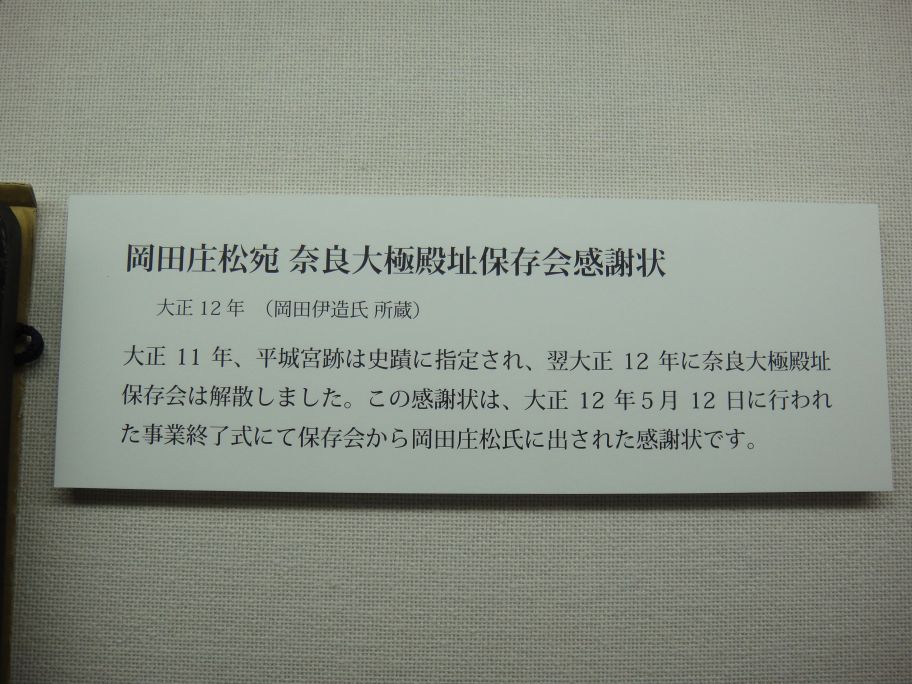 岡田庄松宛 奈良大極殿址保存会感謝状
大正 12 年 （岡田伊造氏 所蔵）
大正 11 年、平城宮跡は史蹟に指定され、翌大正 12 年に奈良大極殿址
保存会は解散しました。この感謝状は、大正 12 年５月 12 日に行われ
た事業終了式にて保存会から岡田庄松氏に出された感謝状です。